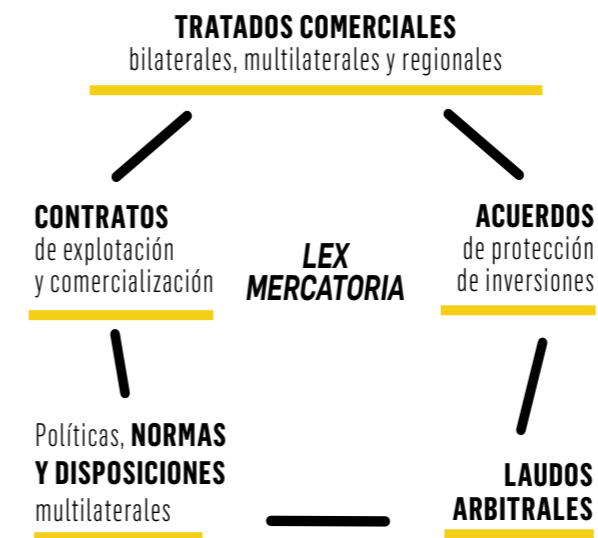 TRATADOS COMERCIALES
bilaterales, multilaterales y regionales
CONTRATOS
de explotación
y comercialización
LEX
MERCATORIA
ACUERDOS
de protección
de inversiones
Políticas, NORMAS
Y DISPOSICIONES
multilaterales
LAUDOS
ARBITRALES